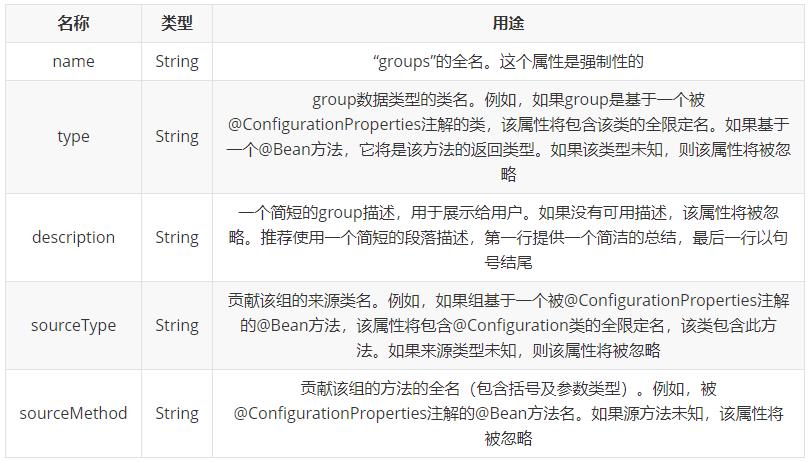 名称 类型 用途
name String “groups”的全名。这个属性是强制性的
group数据类型的类名。例如，如果group是基于一个被
@ConfigurationProperties注解的类，该属性将包含该类的全限定名。如果基于
type String 一个@Bean方法，它将是该方法的返回类型。如果该类型未知，则该属性将被忽
略
一个简短的group描述，用于展示给用户。如果没有可用描述，该属性将被忽
description String 略。推荐使用一个简短的段落描述，第一行提供一个简洁的总结，最后一行以句
号结尾
贡献该组的来源类名。例如，如果组基于一个被@ConfigurationProperties注解
sourceType String 的@Bean方法，该属性将包含@Configuration类的全限定名，该类包含此方
法。如果来源类型未知，则该属性将被忽略
贡献该组的方法的全名（包含括号及参数类型）。例如，被
sourceMethod String @ConfigurationProperties注解的@Bean方法名。如果源方法未知，该属性将
被忽略